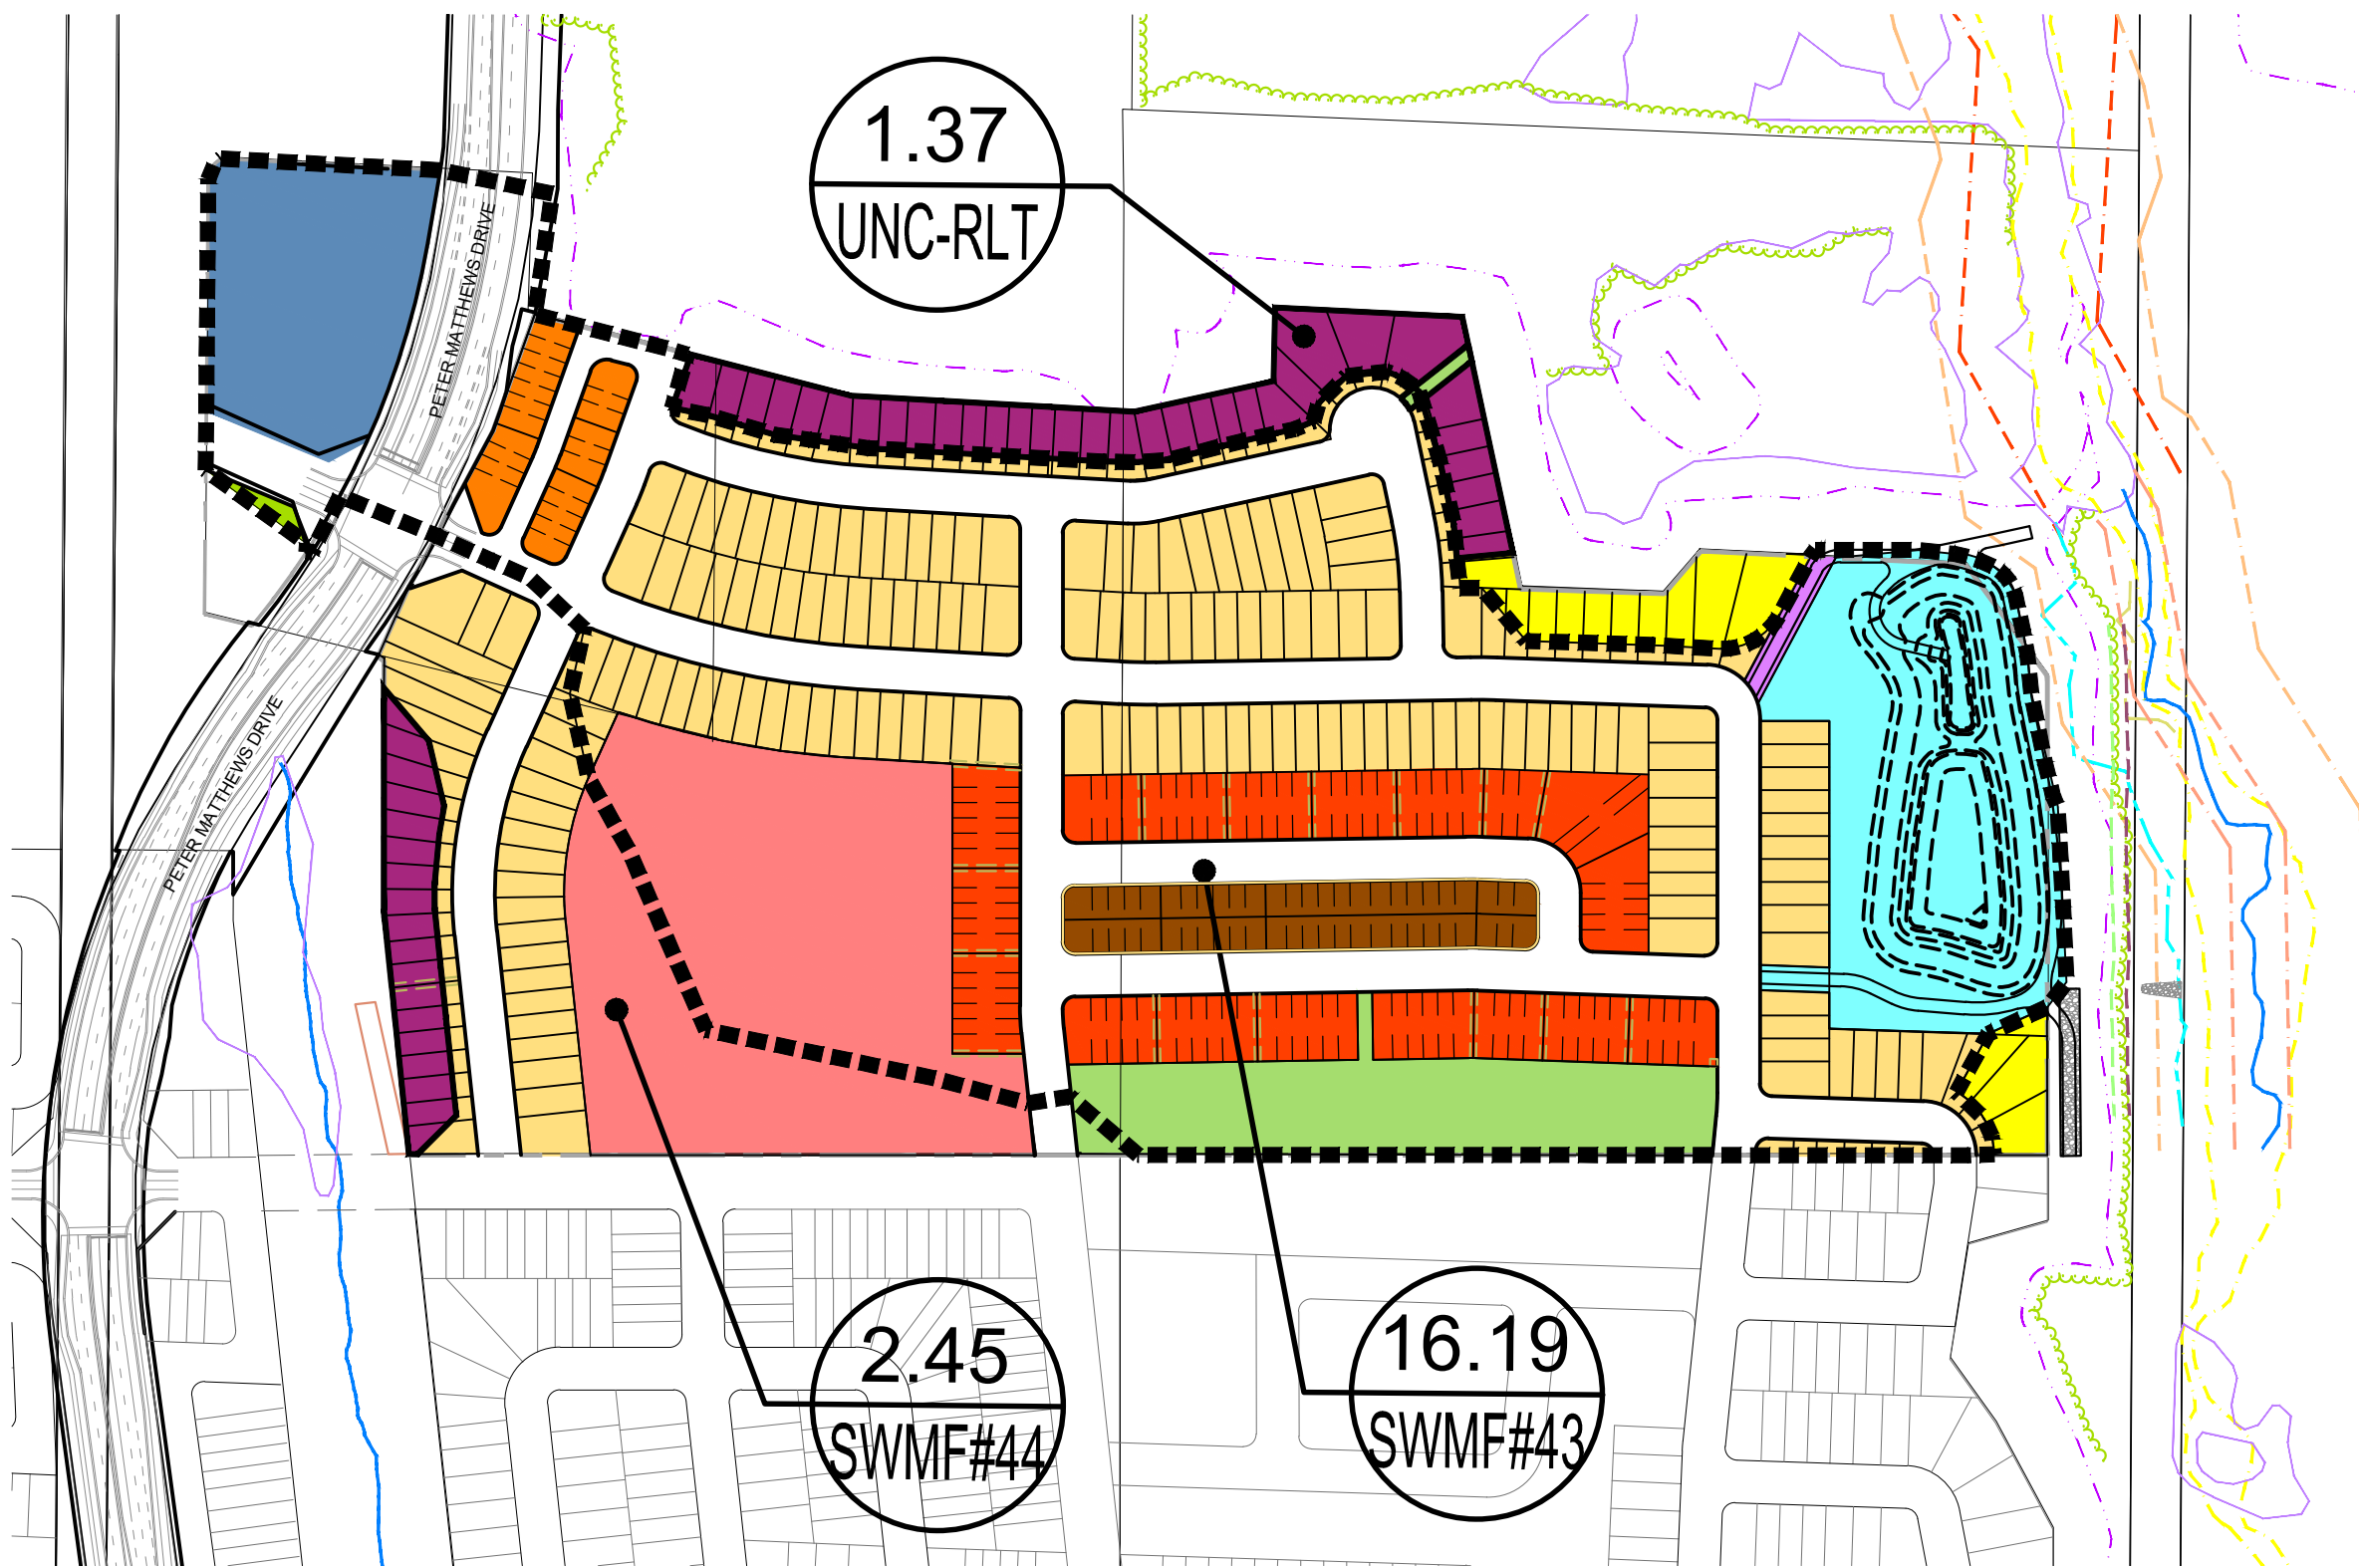 1.37
UNC-RLT
PETER MATTHEWS DRIVE
PETER MATTHEWS DRIVE
2.45
SWMF#44
16.19
SWMF#43